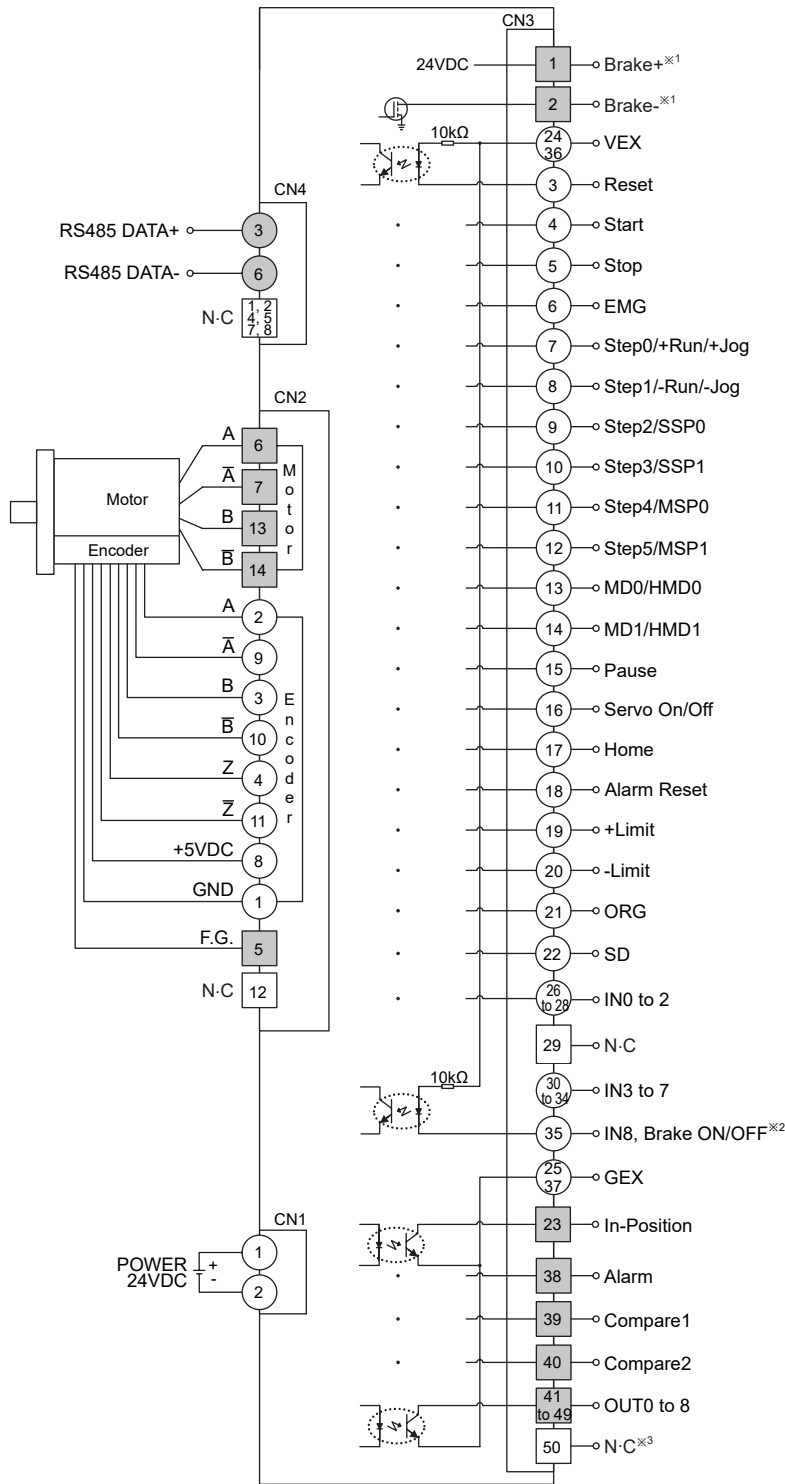 CN3
24VDC
1
Brake+※1
2
Brake-※1
10kΩ
24
36
VEX
3
Reset
4
Start
5
Stop
6
EMG
7
Step0/+Run/+Jog
8
Step1/-Run/-Jog
9
Step2/SSP0
10
Step3/SSP1
11
Step4/MSP0
12
Step5/MSP1
13
MD0/HMD0
14
MD1/HMD1
15
Pause
16
Servo On/Off
17
Home
18
Alarm Reset
19
+Limit
20
-Limit
21
ORG
22
SD
26
to 28
IN0 to 2
29
N·C
30
to 34
IN3 to 7
10kΩ
35
IN8, Brake ON/OFF※2
25
37
GEX
23
In-Position
38
Alarm
39
Compare1
40
Compare2
41
to 49
OUT0 to 8
50
N·C※3
CN4
RS485 DATA+
3
RS485 DATA-
6
N·C
1, 2
4, 5
7, 8
CN2
Motor
Encoder
A
6
A̅
7
B
13
B̅
14
Motor
A
2
A̅
9
B
3
B̅
10
Z
4
Z̅
11
+5VDC
8
GND
1
Encoder
F.G.
5
N·C
12
CN1
POWER
24VDC
+
-
1
2